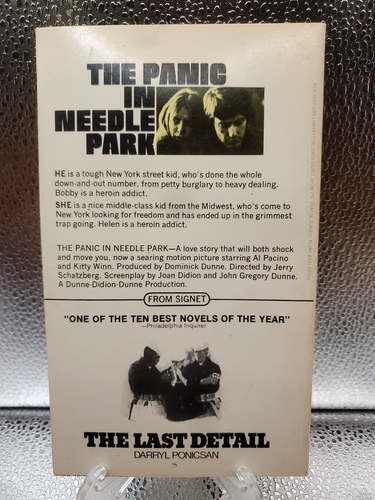 THE PANIC
IN
NEEDLE
PARK
HE is a tough New York street kid, who's done the whole
down-and-out number, from petty burglary to heavy dealing.
Bobby is a heroin addict.
SHE is a nice middle-class kid from the Midwest, who's come to
New York looking for freedom and has ended up in the grimmest
trap going. Helen is a heroin addict.
THE PANIC IN NEEDLE PARK—A love story that will both shock
and move you, now a searing motion picture starring Al Pacino
and Kitty Winn. Produced by Dominick Dunne. Directed by Jerry
Schatzberg. Screenplay by Joan Didion and John Gregory Dunne.
A Dunne-Didion-Dunne Production.
FROM SIGNET
"ONE OF THE TEN BEST NOVELS OF THE YEAR"
—Philadelphia Inquirer
THE LAST DETAIL
DARRYL PONICSAN